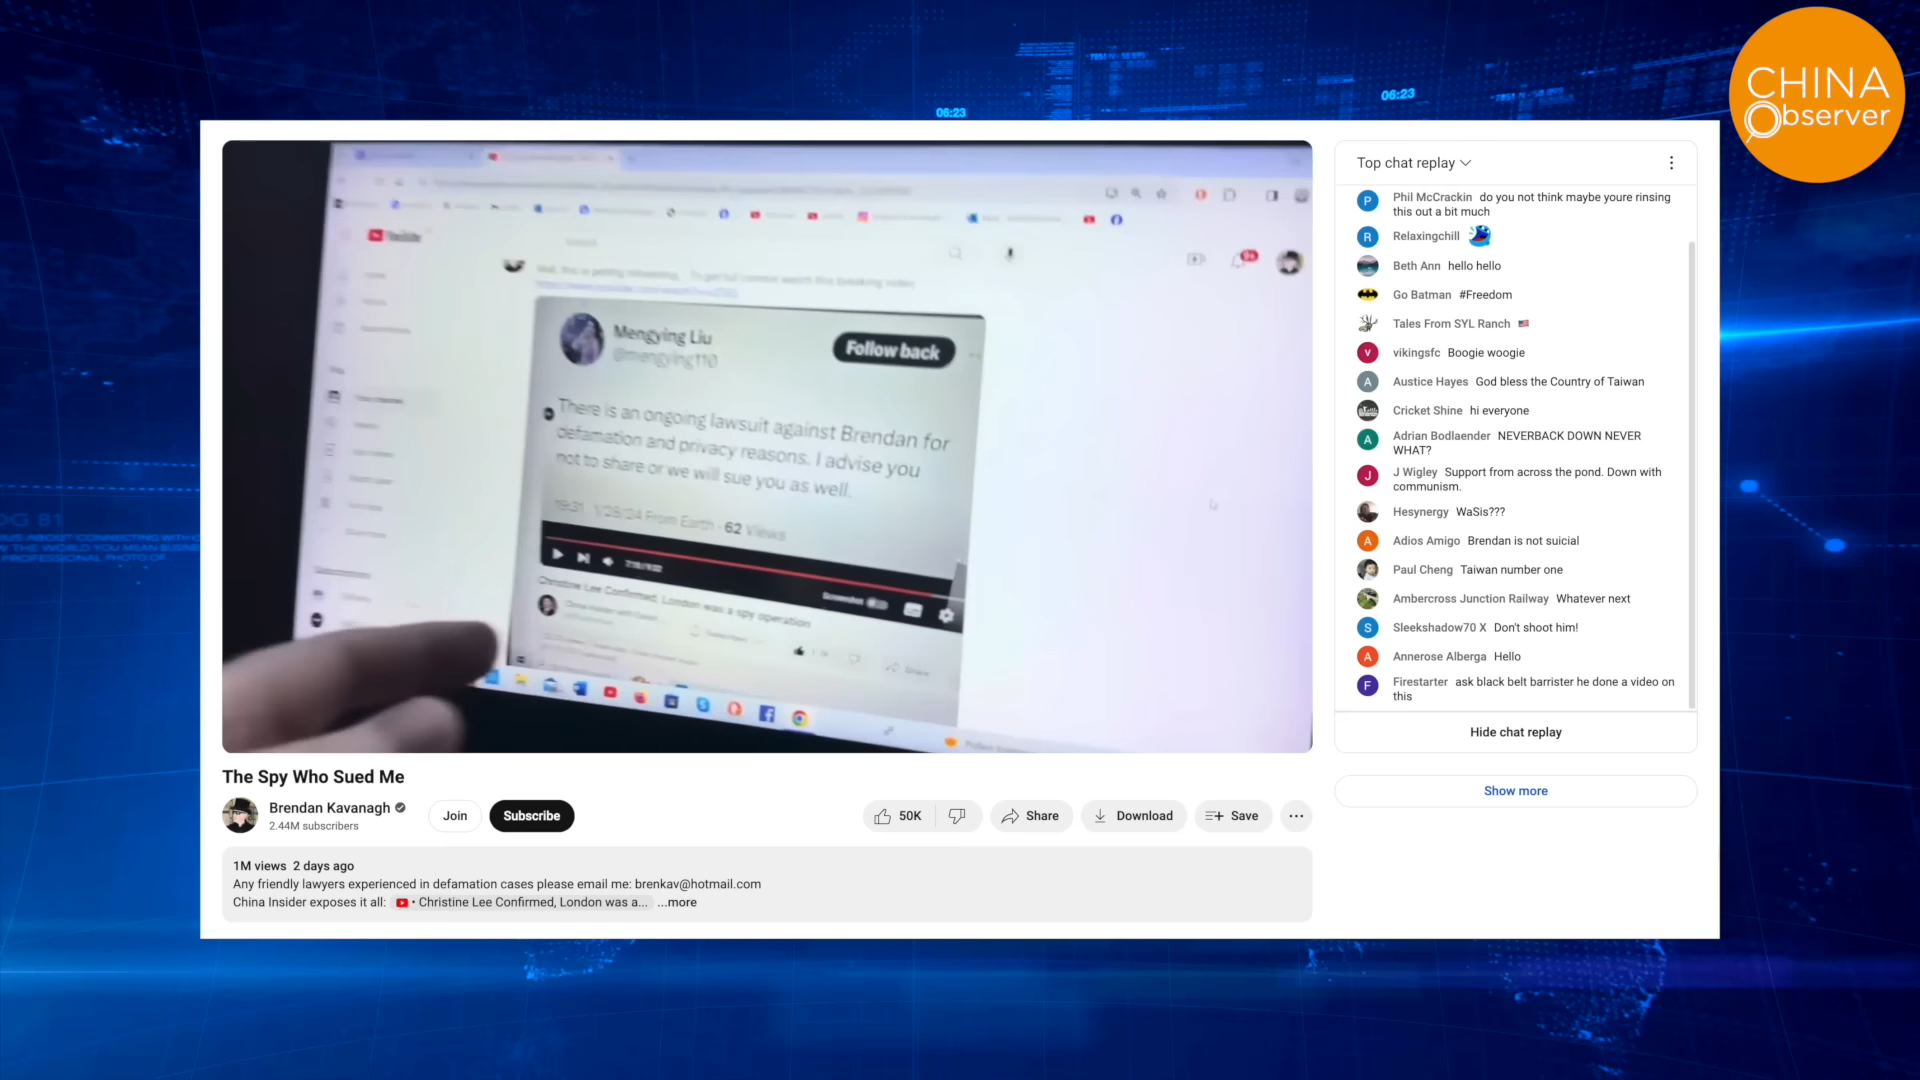 CHINA
Observer
06:23
06:23
Mengying Liu
@mengying110
Follow back
There is an ongoing lawsuit against Brendan for
defamation and privacy reasons. I advise you
not to share or we will sue you as well.
19:31 · 1/28/24 From Earth · 62 Views
Christine Lee Confirmed, London was a spy operation
The Spy Who Sued Me
Brendan Kavanagh
2.44M subscribers
Join
Subscribe
50K
Share
Download
Save
1M views 2 days ago
Any friendly lawyers experienced in defamation cases please email me: brenkav@hotmail.com
China Insider exposes it all: • Christine Lee Confirmed, London was a... ...more
Top chat replay
P Phil McCrackin do you not think maybe youre rinsing
this out a bit much
R Relaxingchill
Beth Ann hello hello
Go Batman #Freedom
Tales From SYL Ranch
v vikingsfc Boogie woogie
A Austice Hayes God bless the Country of Taiwan
Cricket Shine hi everyone
A Adrian Bodlaender NEVERBACK DOWN NEVER
WHAT?
J J Wigley Support from across the pond. Down with
communism.
Hesynergy WaSis???
A Adios Amigo Brendan is not suicial
Paul Cheng Taiwan number one
Ambercross Junction Railway Whatever next
S Sleekshadow70 X Don't shoot him!
A Annerose Alberga Hello
F Firestarter ask black belt barrister he done a video on
this
Hide chat replay
Show more